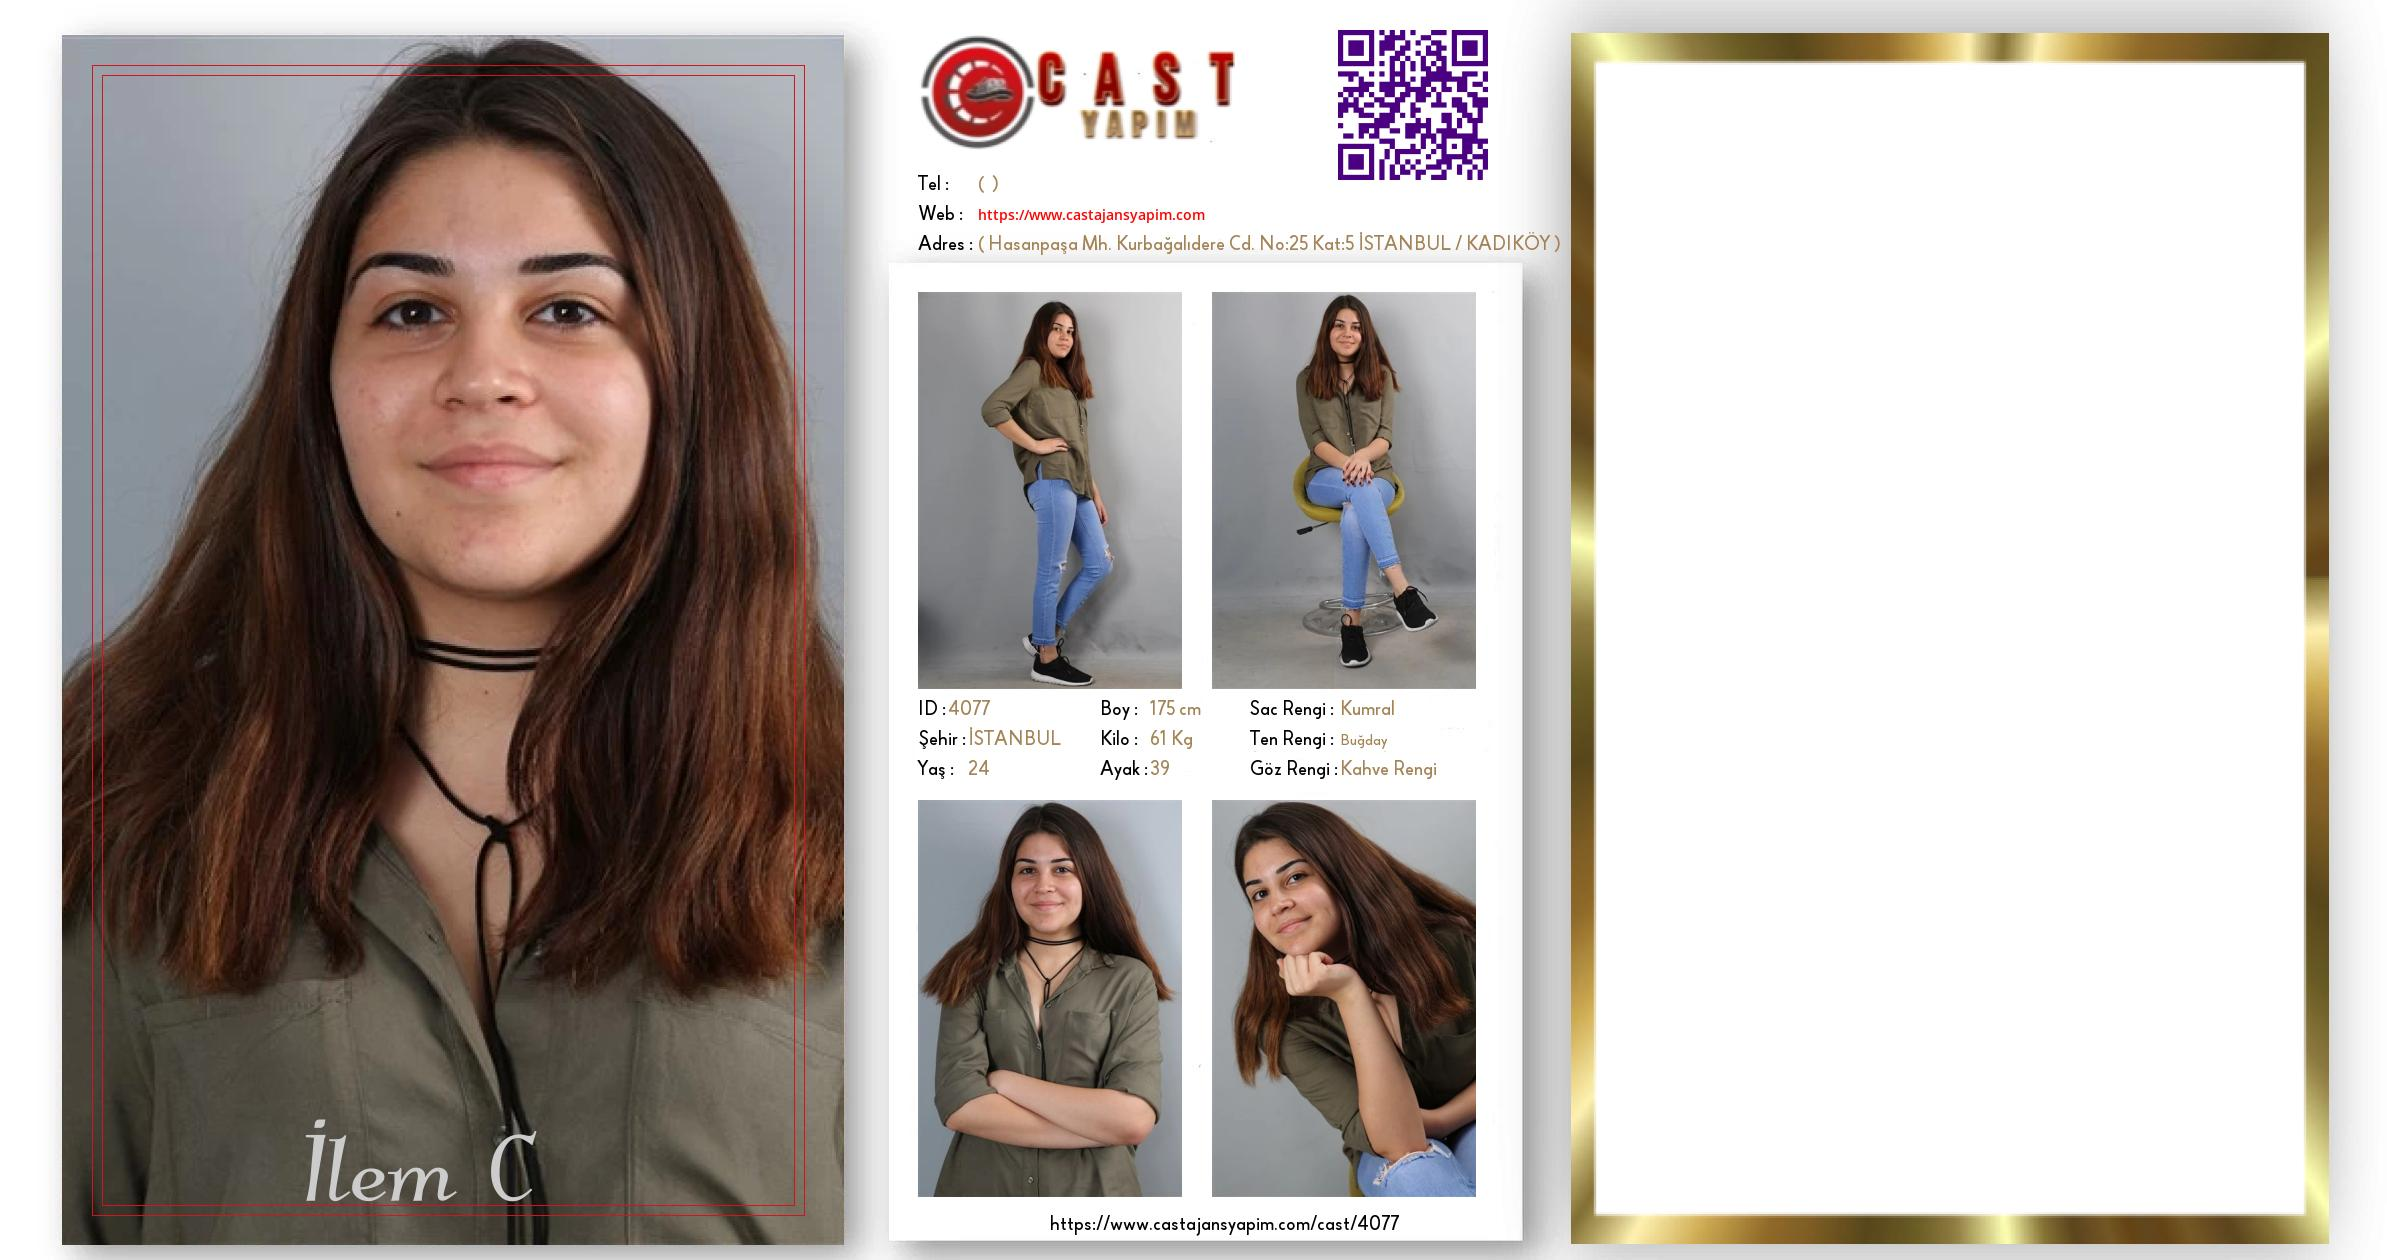 İlem C
CAST
YAPIM
Tel : ( )
Web : https://www.castajansyapim.com
Adres : ( Hasanpaşa Mh. Kurbağalıdere Cd. No:25 Kat:5 İSTANBUL / KADIKÖY )
ID : 4077 Boy : 175 cm Sac Rengi : Kumral
Şehir : İSTANBUL Kilo : 61 Kg Ten Rengi : Buğday
Yaş : 24 Ayak : 39 Göz Rengi : Kahve Rengi
https://www.castajansyapim.com/cast/4077